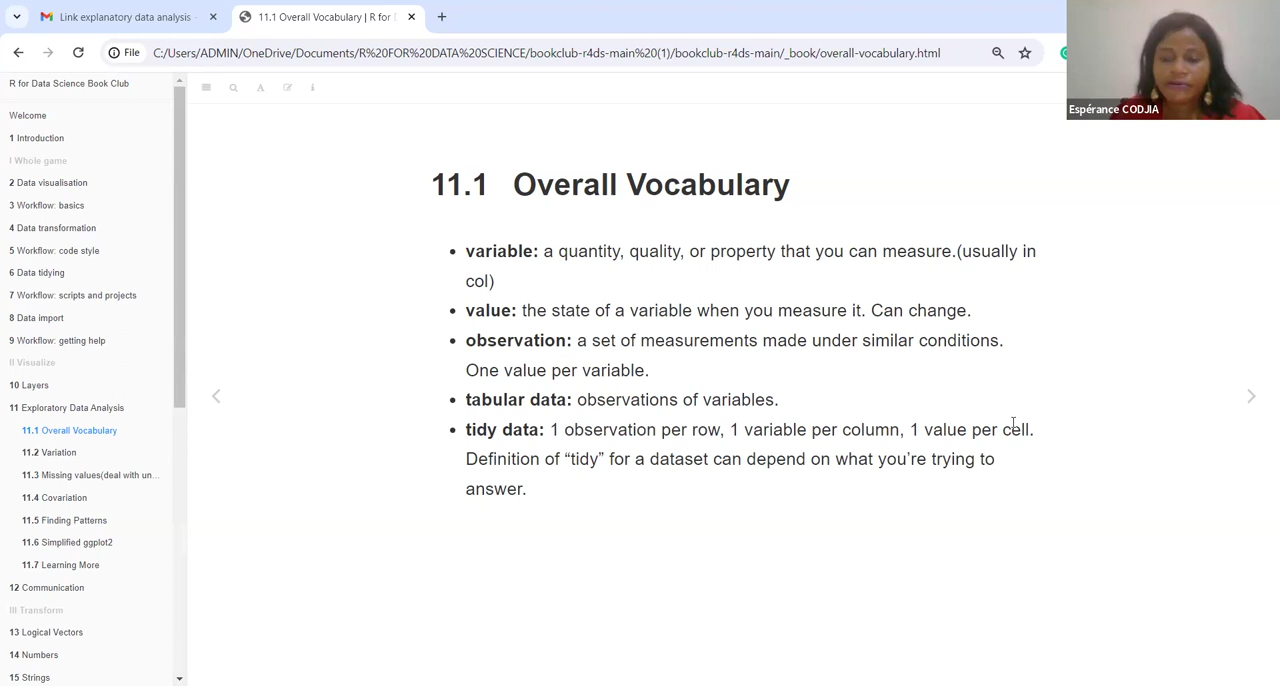 Link explanatory data analysis
11.1 Overall Vocabulary | R for D
File
C:/Users/ADMIN/OneDrive/Documents/R%20FOR%20DATA%20SCIENCE/bookclub-r4ds-main%20(1)/bookclub-r4ds-main/_book/overall-vocabulary.html
Espérance CODJIA
R for Data Science Book Club
Welcome
1 Introduction
I Whole game
2 Data visualisation
3 Workflow: basics
4 Data transformation
5 Workflow: code style
6 Data tidying
7 Workflow: scripts and projects
8 Data import
9 Workflow: getting help
II Visualize
10 Layers
11 Exploratory Data Analysis
11.1 Overall Vocabulary
11.2 Variation
11.3 Missing values(deal with un...
11.4 Covariation
11.5 Finding Patterns
11.6 Simplified ggplot2
11.7 Learning More
12 Communication
III Transform
13 Logical Vectors
14 Numbers
15 Strings
11.1 Overall Vocabulary
• variable: a quantity, quality, or property that you can measure.(usually in
col)
• value: the state of a variable when you measure it. Can change.
• observation: a set of measurements made under similar conditions.
One value per variable.
• tabular data: observations of variables.
• tidy data: 1 observation per row, 1 variable per column, 1 value per cell.
Definition of “tidy” for a dataset can depend on what you’re trying to
answer.